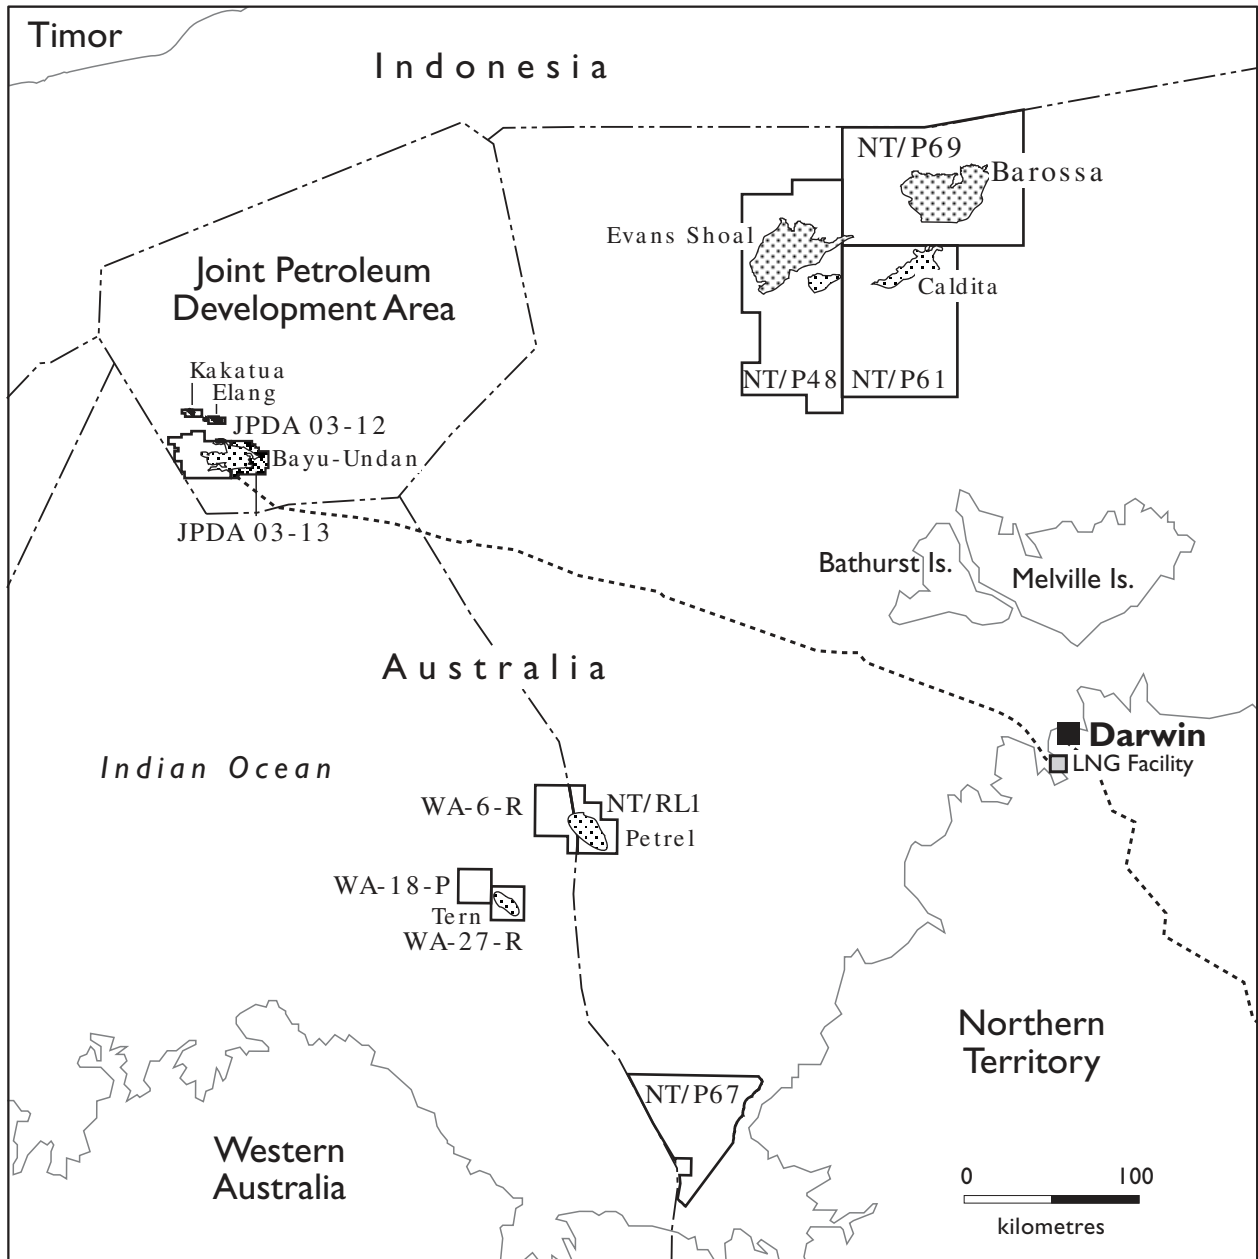 Timor
Indonesia
NT/P69
Barossa
Evans Shoal
Joint Petroleum
Development Area
Caldita
Kakatua
Elang
NT/P48
NT/P61
JPDA 03-12
Bayu-Undan
JPDA 03-13
Bathurst Is.
Melville Is.
Australia
Darwin
LNG Facility
Indian Ocean
WA-6-R
NT/RL1
Petrel
WA-18-P
Tern
WA-27-R
Northern
Territory
NT/P67
Western
Australia
0
100
kilometres